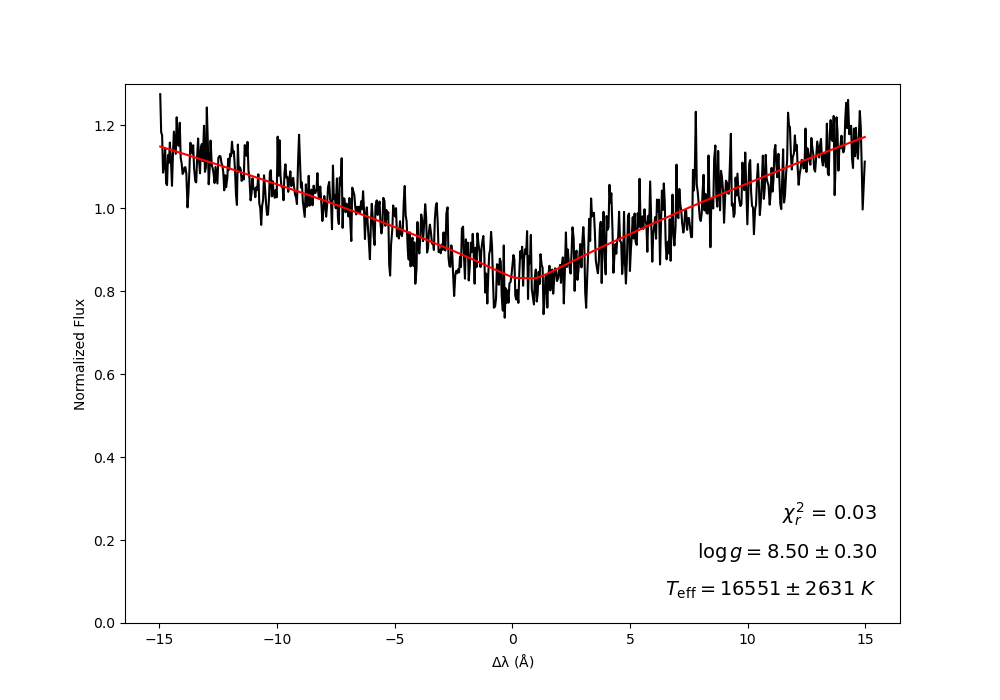 1.2
1.0
0.8
0.6
0.4
0.2
0.0
Normalized Flux
χ²ᵣ = 0.03
log g = 8.50 ± 0.30
T_eff = 16551 ± 2631 K
−15 −10 −5 0 5 10 15
Δλ (Å)